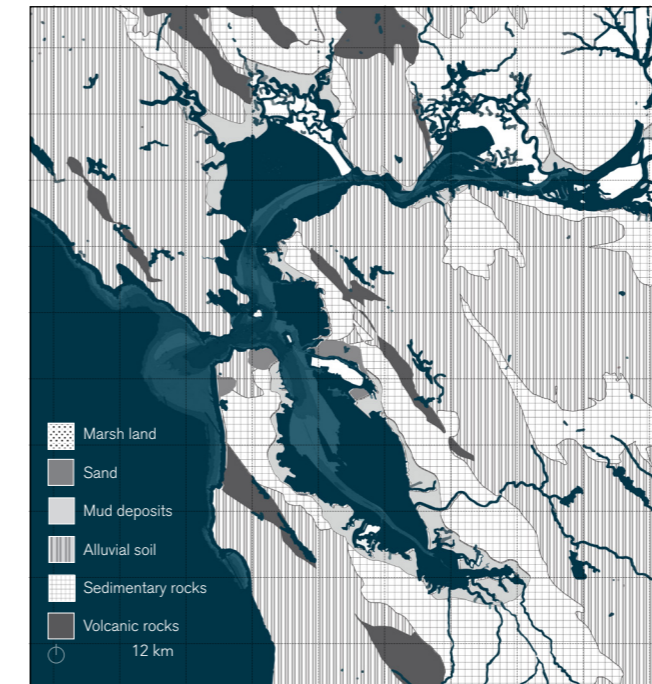 Marsh land
Sand
Mud deposits
Alluvial soil
Sedimentary rocks
Volcanic rocks
12 km